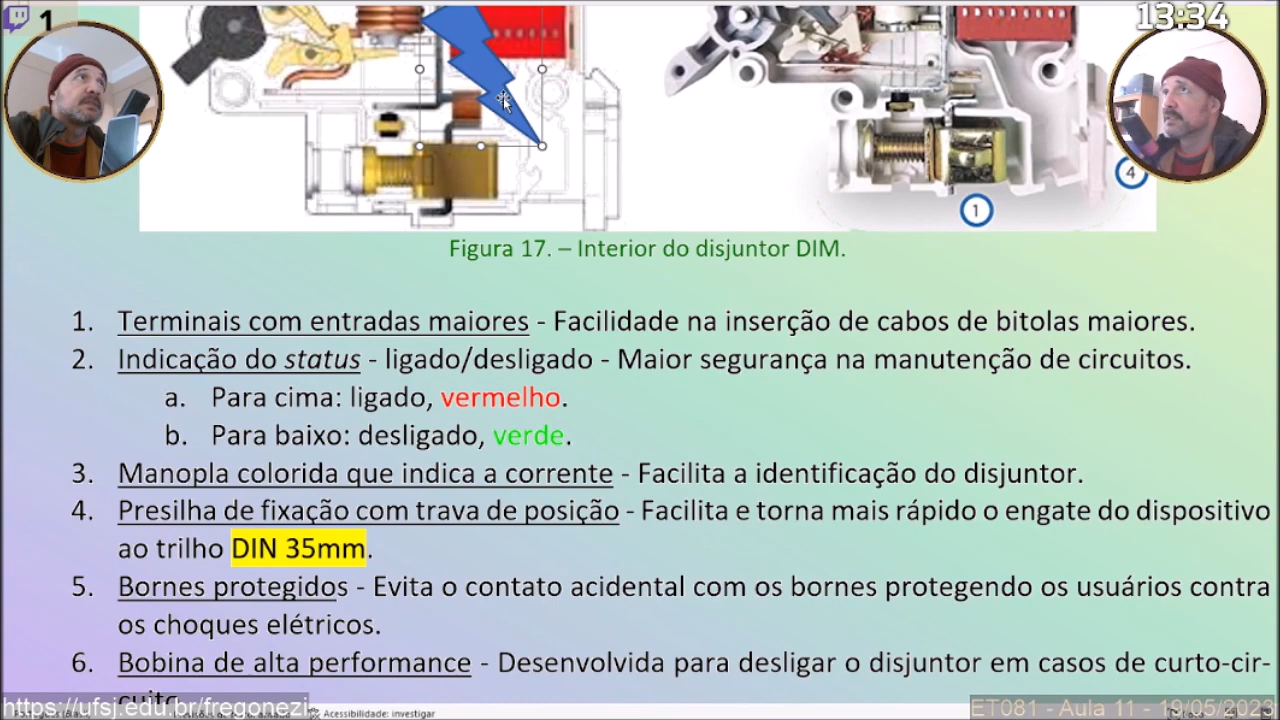 1
13:34
4
1
Figura 17. – Interior do disjuntor DIM.
1. Terminais com entradas maiores - Facilidade na inserção de cabos de bitolas maiores.
2. Indicação do status - ligado/desligado - Maior segurança na manutenção de circuitos.
a. Para cima: ligado, vermelho.
b. Para baixo: desligado, verde.
3. Manopla colorida que indica a corrente - Facilita a identificação do disjuntor.
4. Presilha de fixação com trava de posição - Facilita e torna mais rápido o engate do dispositivo
ao trilho DIN 35mm.
5. Bornes protegidos - Evita o contato acidental com os bornes protegendo os usuários contra
os choques elétricos.
6. Bobina de alta performance - Desenvolvida para desligar o disjuntor em casos de curto-cir-
cuito
https://ufsj.edu.br/fregonezi
Acessibilidade: investigar
ET081 - Aula 11 - 19/05/2023